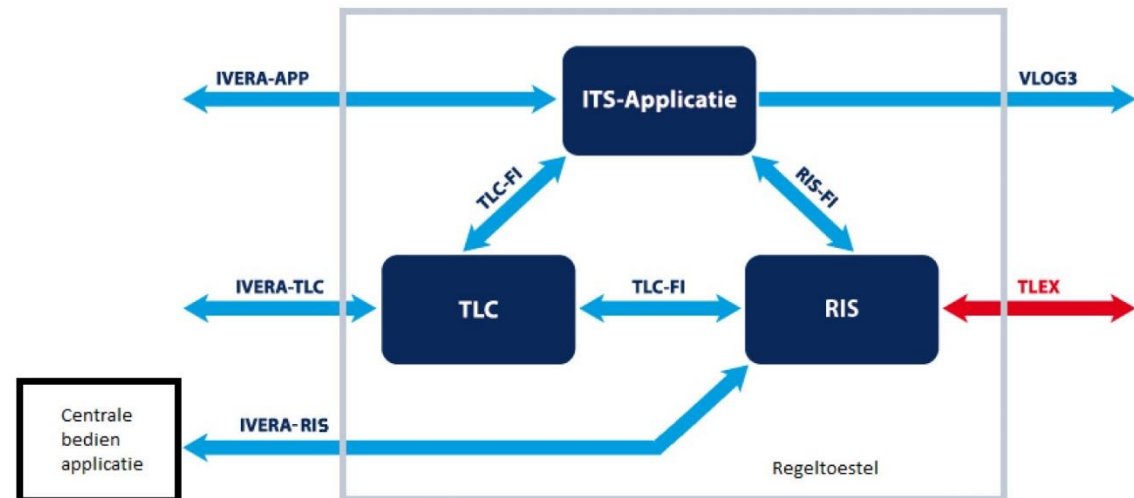 IVERA-APP
ITS-Applicatie
VLOG3
TLC-FI
RIS-FI
IVERA-TLC
TLC
TLC-FI
RIS
TLEX
Centrale
bedien
applicatie
IVERA-RIS
Regeltoestel